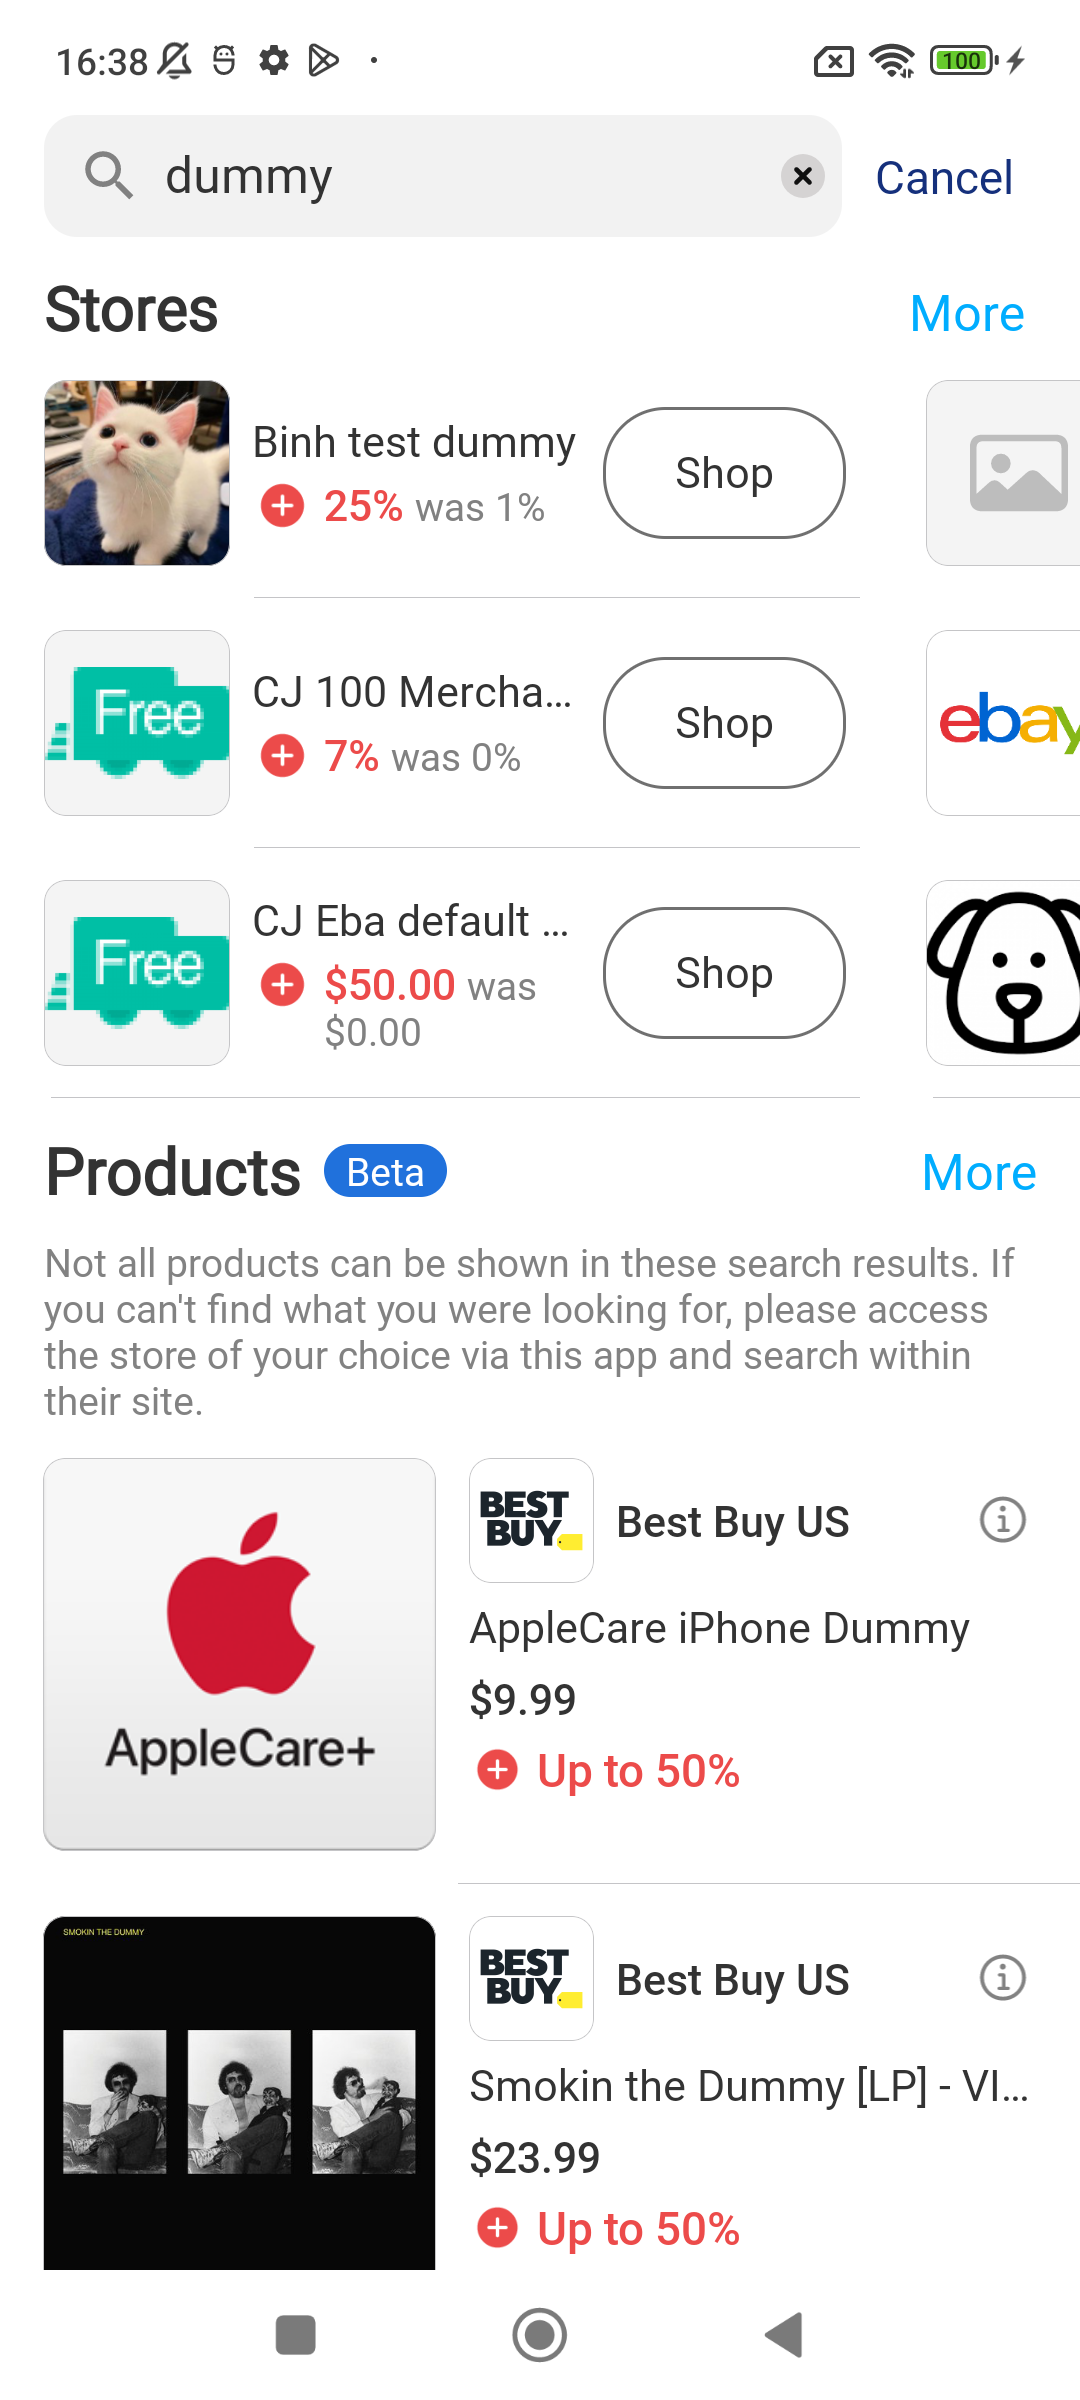 16:38
100
dummy
Cancel
Stores
More
Binh test dummy
25% was 1%
Shop
Free
CJ 100 Mercha...
7% was 0%
Shop
ebay
Free
CJ Eba default ...
$50.00 was
$0.00
Shop
Products
Beta
More
Not all products can be shown in these search results. If
you can't find what you were looking for, please access
the store of your choice via this app and search within
their site.
AppleCare+
BEST
BUY
Best Buy US
AppleCare iPhone Dummy
$9.99
Up to 50%
SMOKIN THE DUMMY
BEST
BUY
Best Buy US
Smokin the Dummy [LP] - VI...
$23.99
Up to 50%